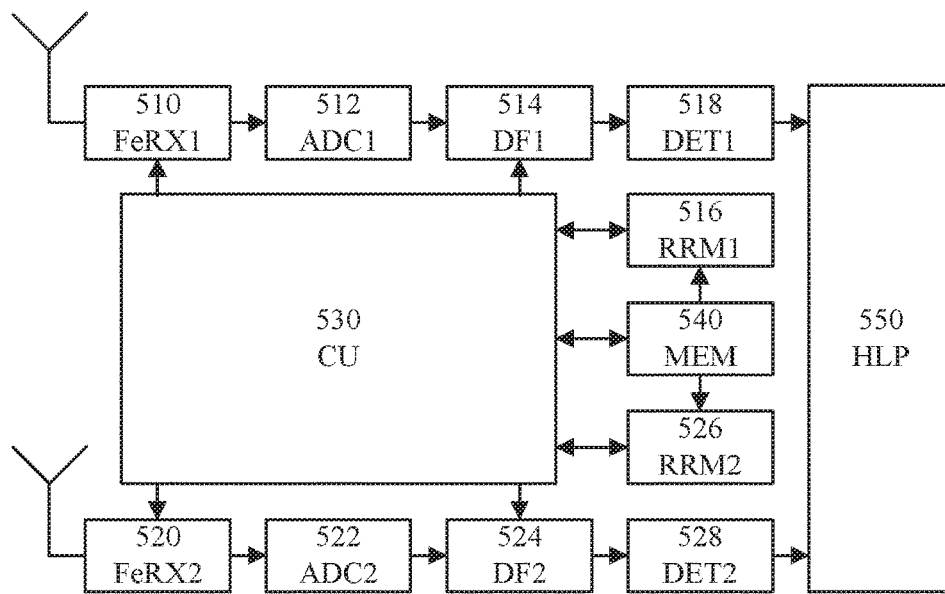 510
FeRX1
512
ADC1
514
DF1
518
DET1
516
RRM1
530
CU
540
MEM
550
HLP
526
RRM2
520
FeRX2
522
ADC2
524
DF2
528
DET2